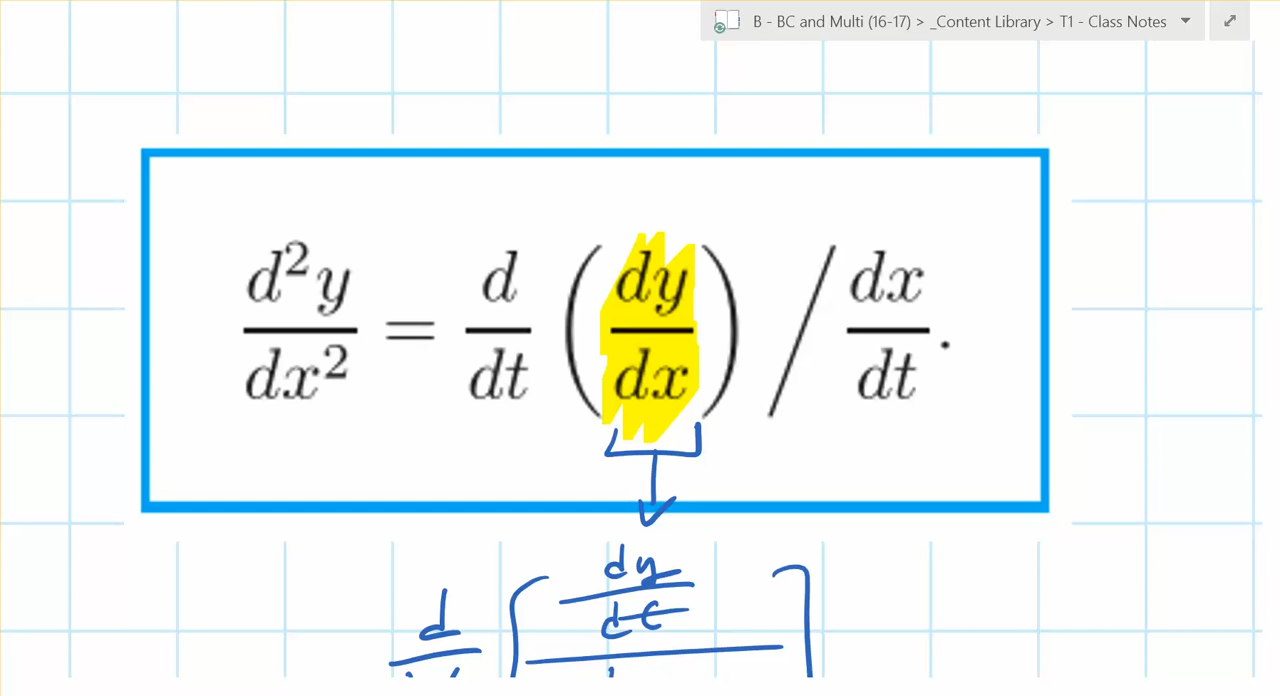 B - BC and Multi (16-17) > _Content Library > T1 - Class Notes
d²y/dx² = d/dt (dy/dx) / dx/dt.
dy
d [ dt ]